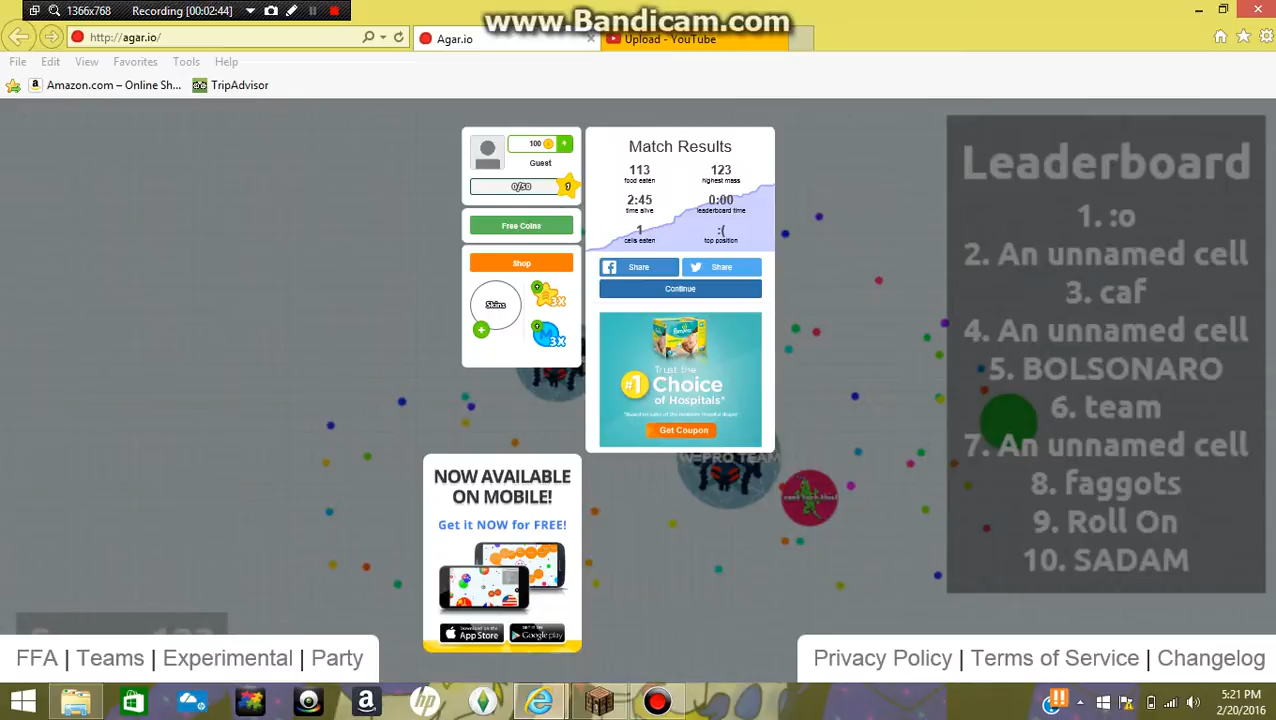 1366x768 Recording [00:02:44]
www.Bandicam.com
http://agar.io/
Agar.io
Upload - YouTube
File Edit View Favorites Tools Help
Amazon.com – Online Sh...
TripAdvisor
100
Guest
0/50
1
Free Coins
Shop
Skins
3X
3X
Match Results
113
food eaten
123
highest mass
2:45
time alive
0:00
leaderboard time
1
cells eaten
:(
top position
Share
Share
Continue
Pampers
Trust the
#1 Choice
of Hospitals*
Get Coupon
NOW AVAILABLE
ON MOBILE!
Get it NOW for FREE!
Download on the
App Store
Google play
Leaderboard
1. :o
2. An unnamed cell
3. caf
4. An unnamed cell
5. BOLSONARO
6. team
7. An unnamed cell
8. faggots
9. Roll On
10. SADAM
FFA | Teams | Experimental | Party
Privacy Policy | Terms of Service | Changelog
5:21 PM
2/20/2016